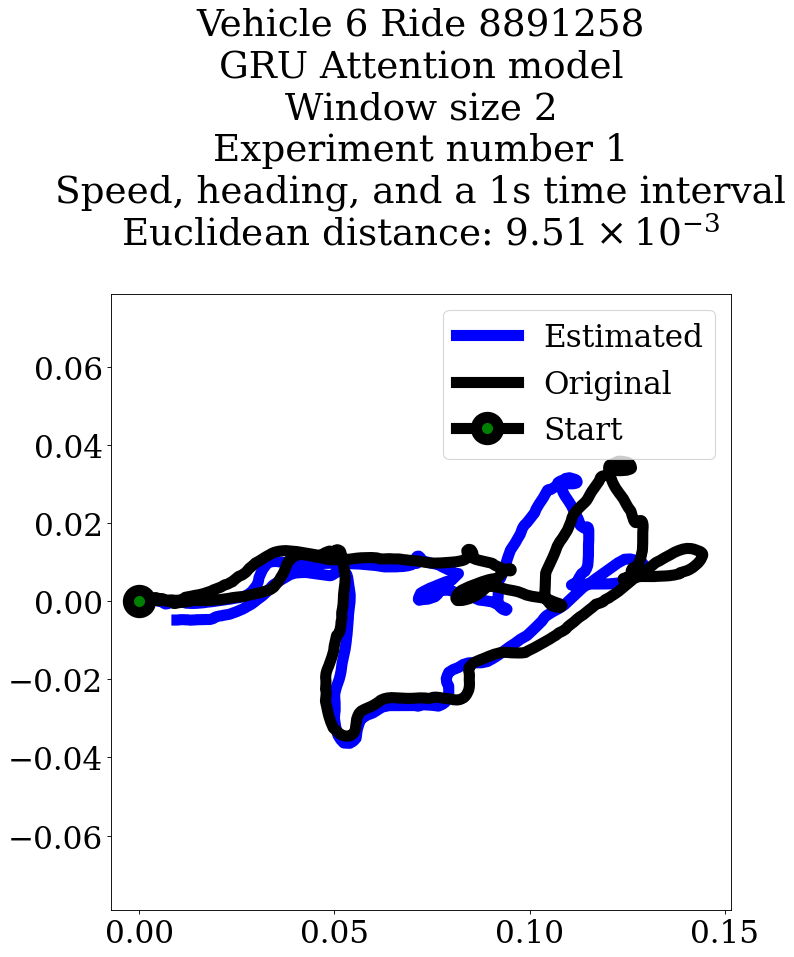 Vehicle 6 Ride 8891258
GRU Attention model
Window size 2
Experiment number 1
Speed, heading, and a 1s time interval
Euclidean distance: 9.51 × 10⁻³
Estimated
Original
Start
0.06
0.04
0.02
0.00
−0.02
−0.04
−0.06
0.00 0.05 0.10 0.15